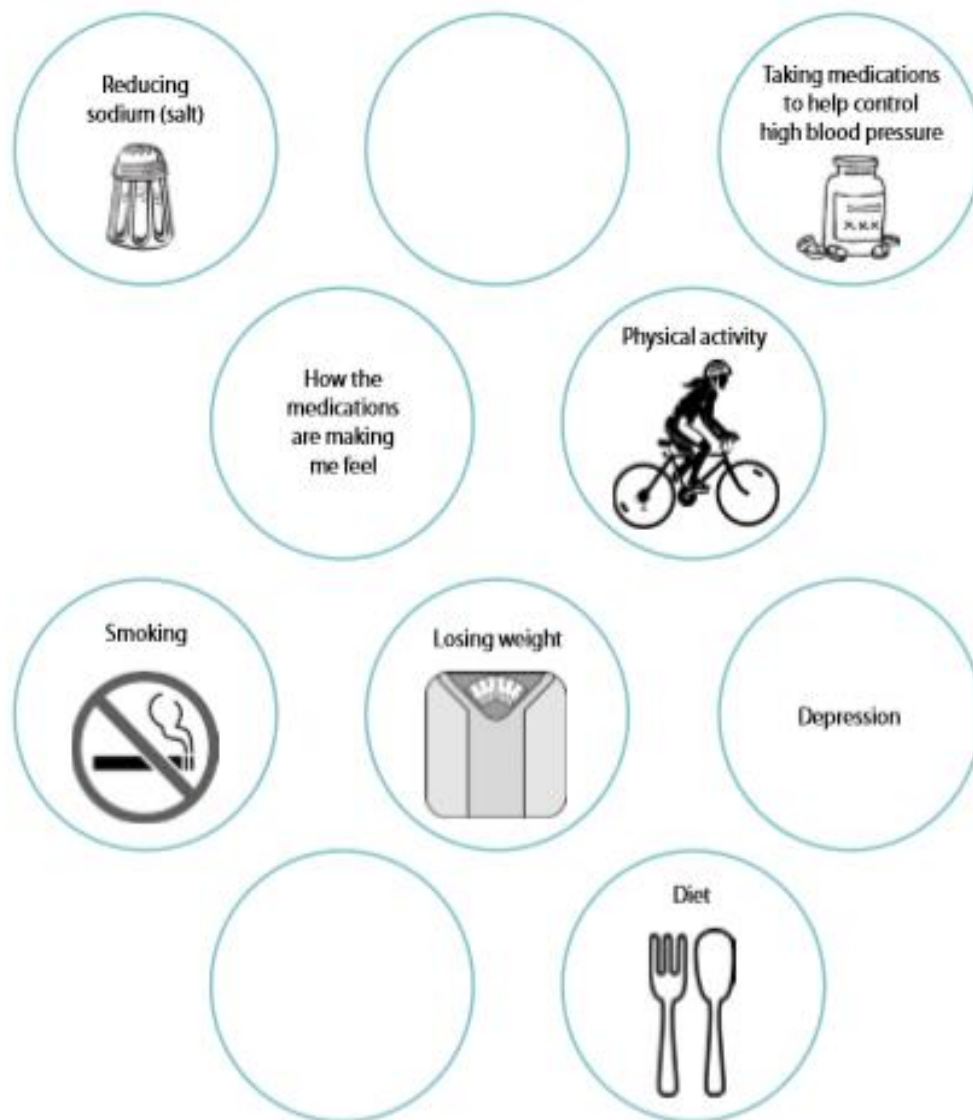 Reducing
sodium (salt)
Taking medications
to help control
high blood pressure
How the
medications
are making
me feel
Physical activity
Smoking
Losing weight
Depression
Diet